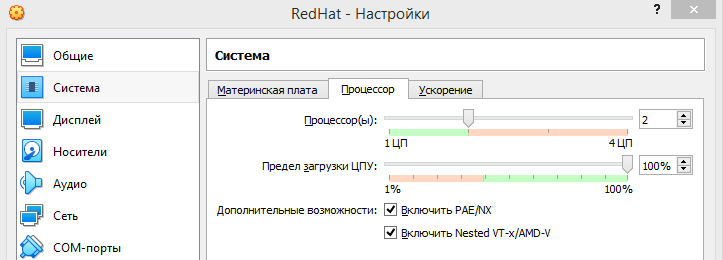 RedHat - Настройки
?
Общие
Система
Дисплей
Носители
Аудио
Сеть
COM-порты
Система
Материнская плата Процессор Ускорение
Процессор(ы): 2
1 ЦП 4 ЦП
Предел загрузки ЦПУ: 100%
1% 100%
Дополнительные возможности: Включить PAE/NX
Включить Nested VT-x/AMD-V